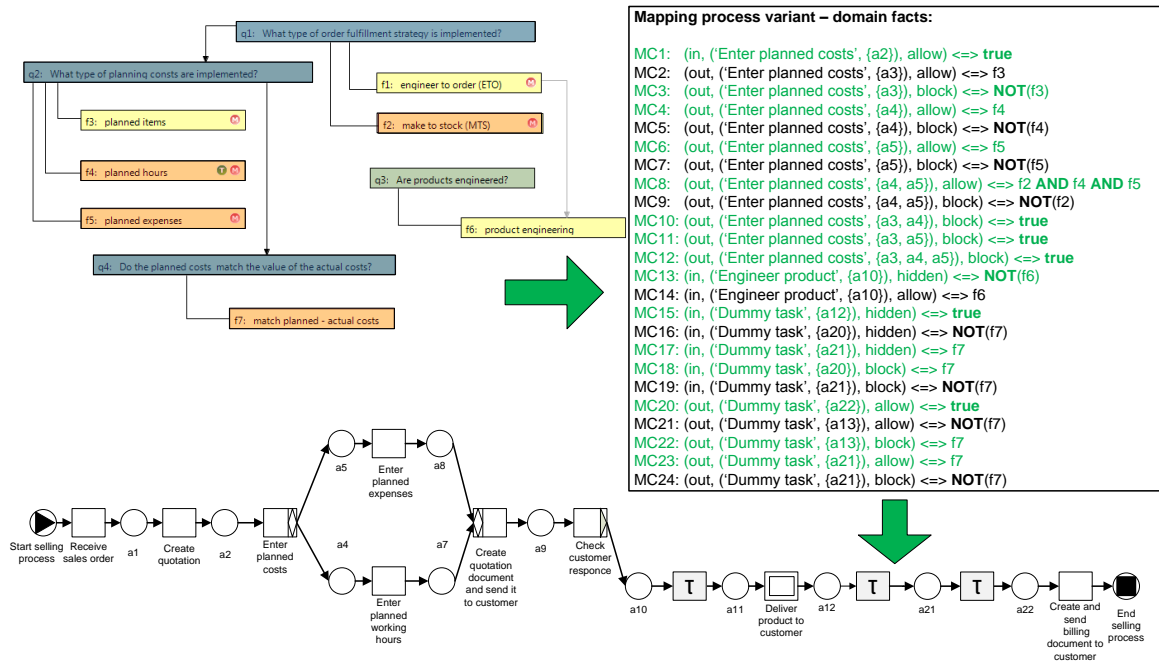 q1: What type of order fulfillment strategy is implemented?
q2: What type of planning consts are implemented?
f1: engineer to order (ETO)
M
f3: planned items
M
f2: make to stock (MTS)
M
f4: planned hours
T M
q3: Are products engineered?
f5: planned expenses
M
f6: product engineering
q4: Do the planned costs match the value of the actual costs?
f7: match planned - actual costs
Mapping process variant – domain facts:
MC1: (in, (‘Enter planned costs’, {a2}), allow) <=> true
MC2: (out, (‘Enter planned costs’, {a3}), allow) <=> f3
MC3: (out, (‘Enter planned costs’, {a3}), block) <=> NOT(f3)
MC4: (out, (‘Enter planned costs’, {a4}), allow) <=> f4
MC5: (out, (‘Enter planned costs’, {a4}), block) <=> NOT(f4)
MC6: (out, (‘Enter planned costs’, {a5}), allow) <=> f5
MC7: (out, (‘Enter planned costs’, {a5}), block) <=> NOT(f5)
MC8: (out, (‘Enter planned costs’, {a4, a5}), allow) <=> f2 AND f4 AND f5
MC9: (out, (‘Enter planned costs’, {a4, a5}), block) <=> NOT(f2)
MC10: (out, (‘Enter planned costs’, {a3, a4}), block) <=> true
MC11: (out, (‘Enter planned costs’, {a3, a5}), block) <=> true
MC12: (out, (‘Enter planned costs’, {a3, a4, a5}), block) <=> true
MC13: (in, (‘Engineer product’, {a10}), hidden) <=> NOT(f6)
MC14: (in, (‘Engineer product’, {a10}), allow) <=> f6
MC15: (in, (‘Dummy task’, {a12}), hidden) <=> true
MC16: (in, (‘Dummy task’, {a20}), hidden) <=> NOT(f7)
MC17: (in, (‘Dummy task’, {a21}), hidden) <=> f7
MC18: (in, (‘Dummy task’, {a20}), block) <=> f7
MC19: (in, (‘Dummy task’, {a21}), block) <=> NOT(f7)
MC20: (out, (‘Dummy task’, {a22}), allow) <=> true
MC21: (out, (‘Dummy task’, {a13}), allow) <=> NOT(f7)
MC22: (out, (‘Dummy task’, {a13}), block) <=> f7
MC23: (out, (‘Dummy task’, {a21}), allow) <=> f7
MC24: (out, (‘Dummy task’, {a21}), block) <=> NOT(f7)
Start selling
process
Receive
sales order
a1
Create
quotation
a2
Enter
planned
costs
a5
Enter
planned
expenses
a8
a4
Enter
planned
working
hours
a7
Create
quotation
document
and send it
to customer
a9
Check
customer
responce
a10
τ
a11
Deliver
product to
customer
a12
τ
a21
τ
a22
Create and
send
billing
document to
customer
End
selling
process